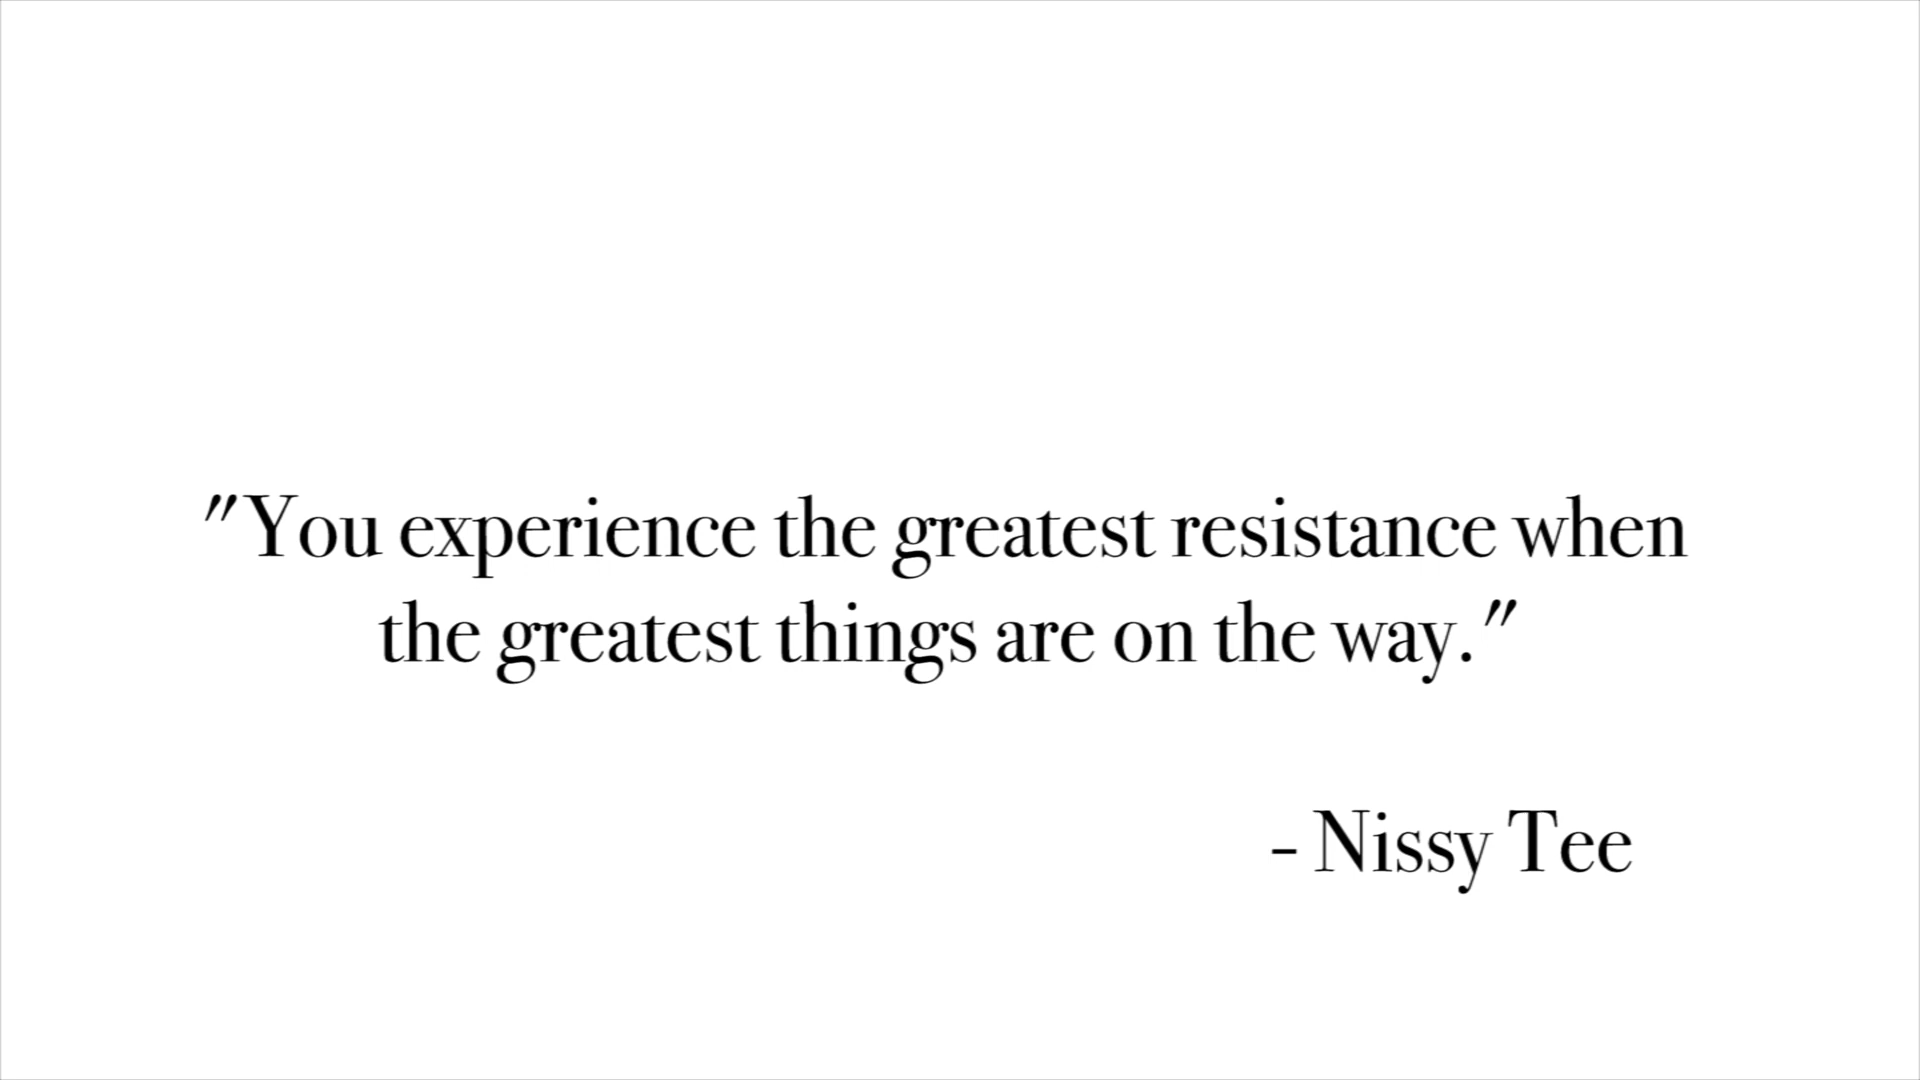 "You experience the greatest resistance when
the greatest things are on the way."
- Nissy Tee